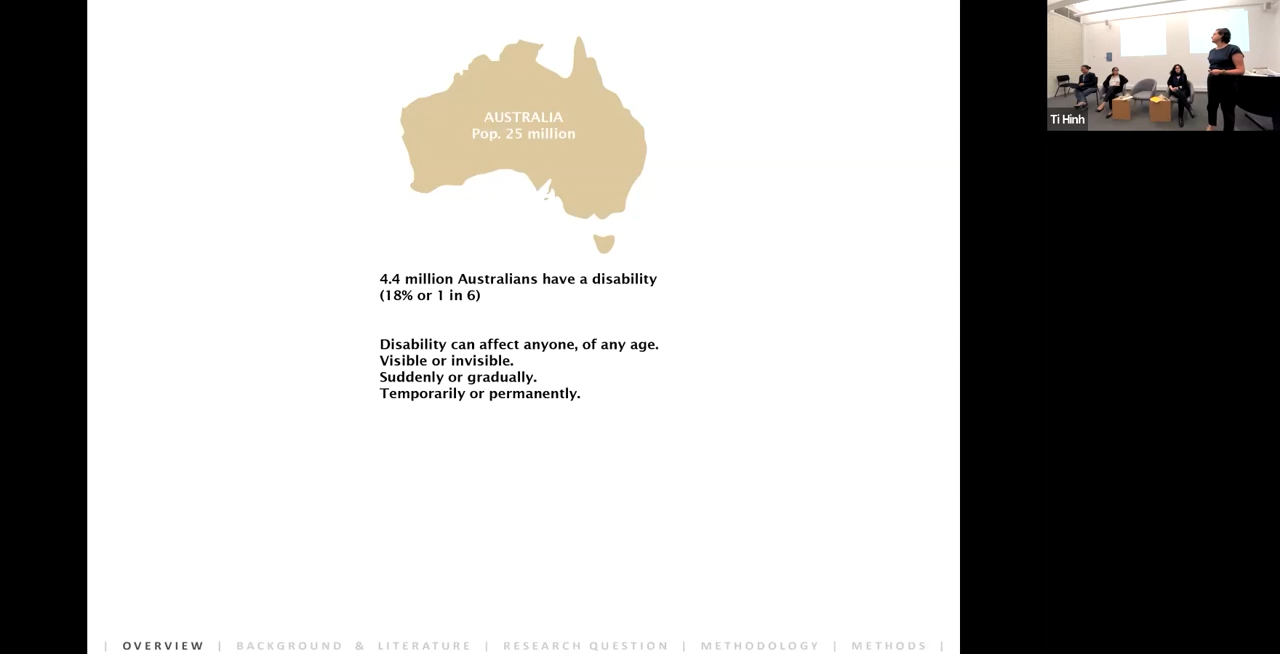 AUSTRALIA
Pop. 25 million
4.4 million Australians have a disability
(18% or 1 in 6)
Disability can affect anyone, of any age.
Visible or invisible.
Suddenly or gradually.
Temporarily or permanently.
| OVERVIEW | BACKGROUND & LITERATURE | RESEARCH QUESTION | METHODOLOGY | METHODS |
Ti Hinh